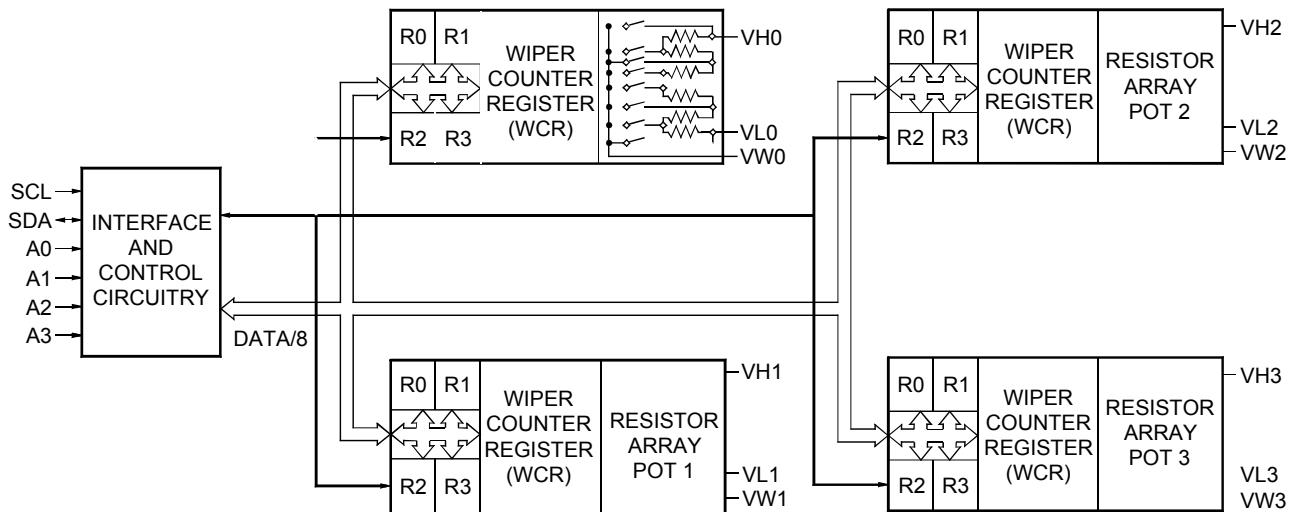 R0 R1
R2 R3
WIPER
COUNTER
REGISTER
(WCR)
VH0
VL0
VW0
R0 R1
R2 R3
WIPER
COUNTER
REGISTER
(WCR)
RESISTOR
ARRAY
POT 2
VH2
VL2
VW2
SCL
SDA
A0
A1
A2
A3
INTERFACE
AND
CONTROL
CIRCUITRY
DATA/8
R0 R1
R2 R3
WIPER
COUNTER
REGISTER
(WCR)
RESISTOR
ARRAY
POT 1
VH1
VL1
VW1
R0 R1
R2 R3
WIPER
COUNTER
REGISTER
(WCR)
RESISTOR
ARRAY
POT 3
VH3
VL3
VW3